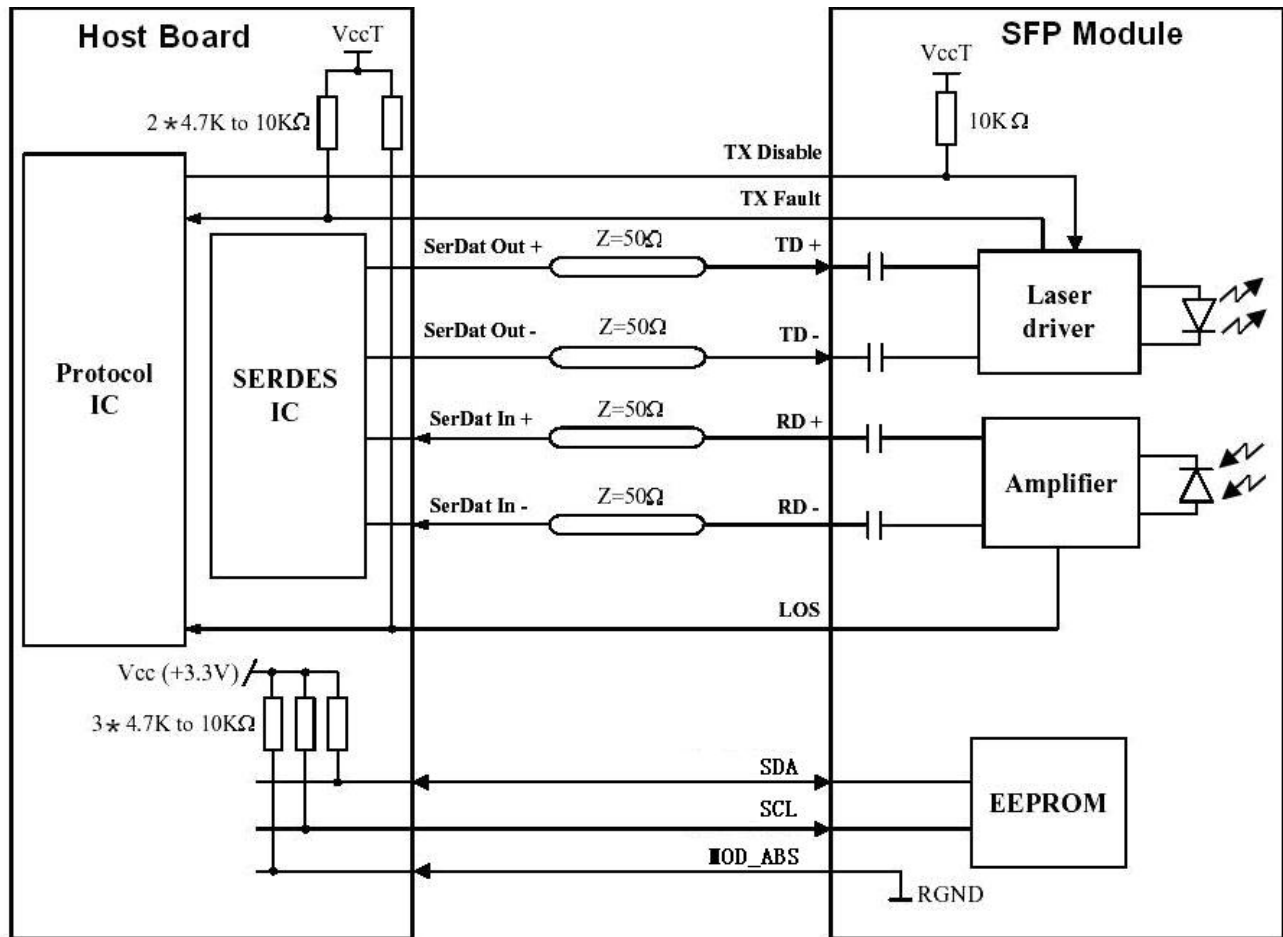 Host Board
SFP Module
VccT
VccT
2*4.7K to 10KΩ
10KΩ
TX Disable
TX Fault
SerDat Out +
Z=50Ω
TD +
Laser
driver
SerDat Out -
Z=50Ω
TD -
Protocol
IC
SERDES
IC
SerDat In +
Z=50Ω
RD +
Amplifier
SerDat In -
Z=50Ω
RD -
LOS
Vcc (+3.3V)
3*4.7K to 10KΩ
SDA
SCL
EEPROM
MOD_ABS
RGND